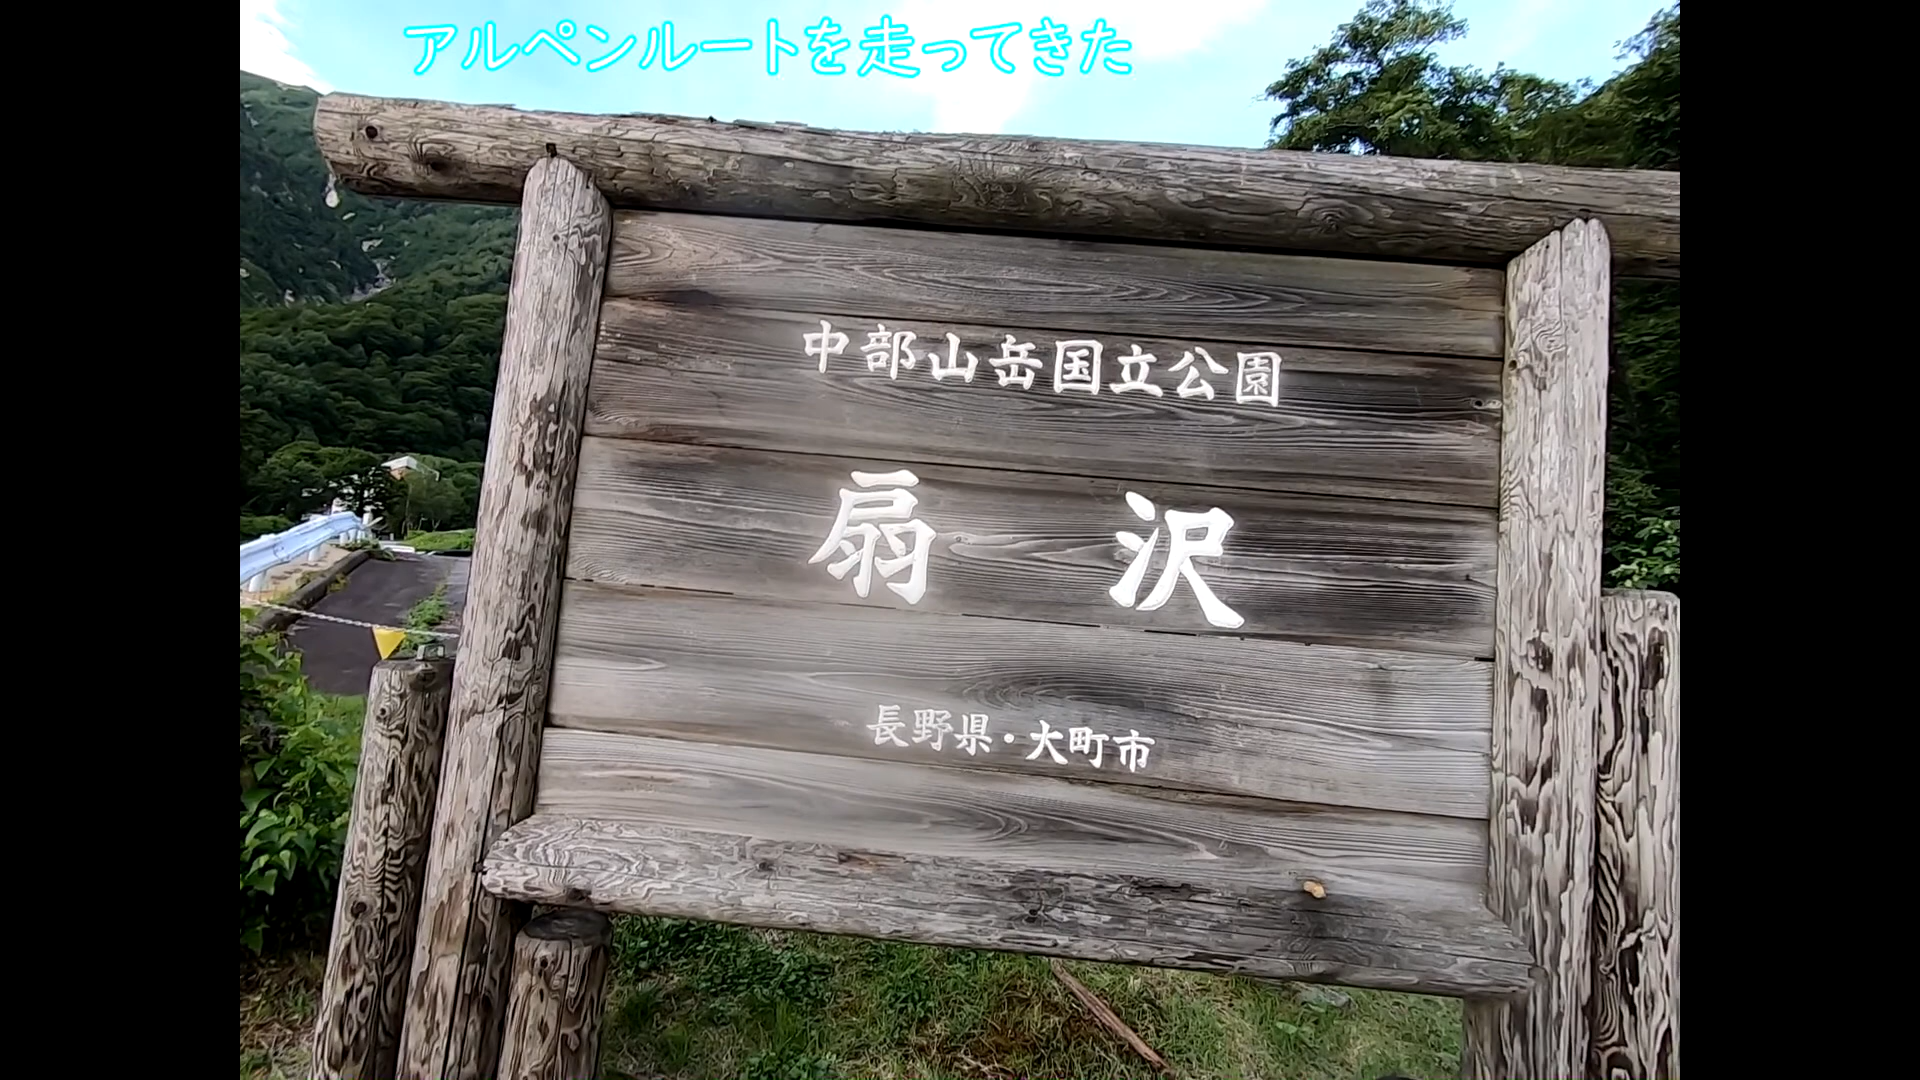 アルペンルートを走ってきた
中部山岳国立公園
扇沢
長野県・大町市